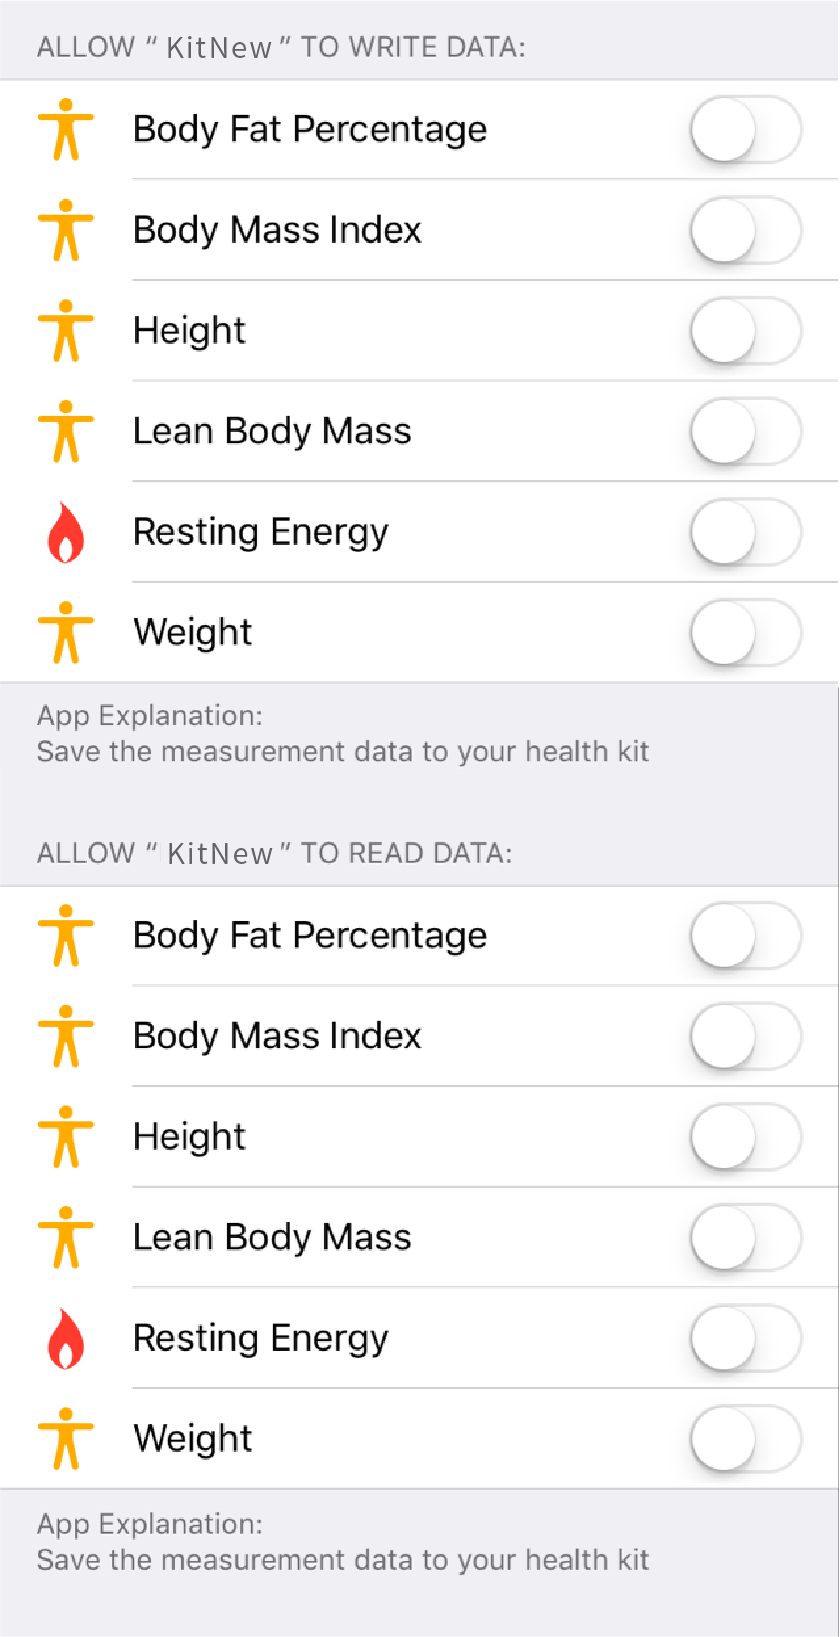 ALLOW “ KitNew ” TO WRITE DATA:
Body Fat Percentage
Body Mass Index
Height
Lean Body Mass
Resting Energy
Weight
App Explanation:
Save the measurement data to your health kit
ALLOW “ KitNew ” TO READ DATA:
Body Fat Percentage
Body Mass Index
Height
Lean Body Mass
Resting Energy
Weight
App Explanation:
Save the measurement data to your health kit